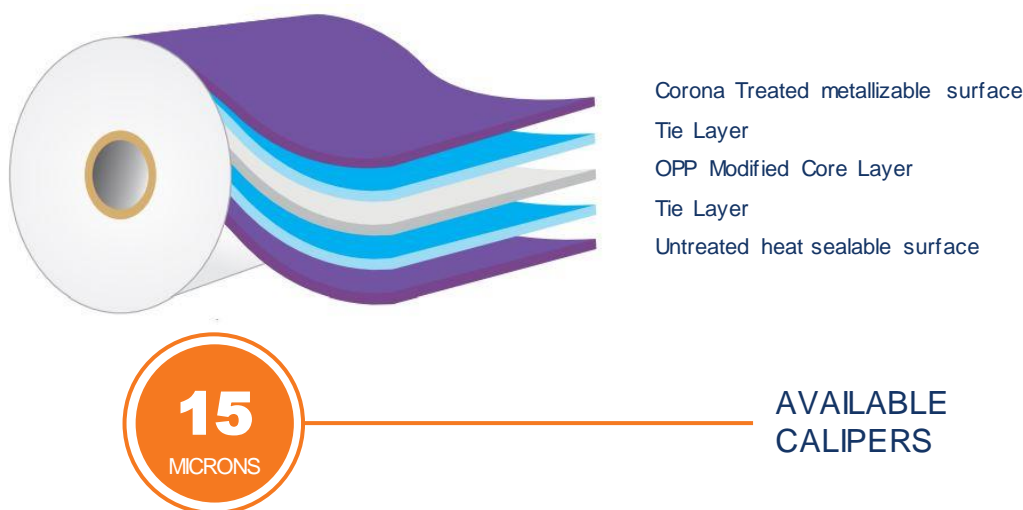 Corona Treated metallizable surface
Tie Layer
OPP Modified Core Layer
Tie Layer
Untreated heat sealable surface
15
MICRONS
AVAILABLE
CALIPERS